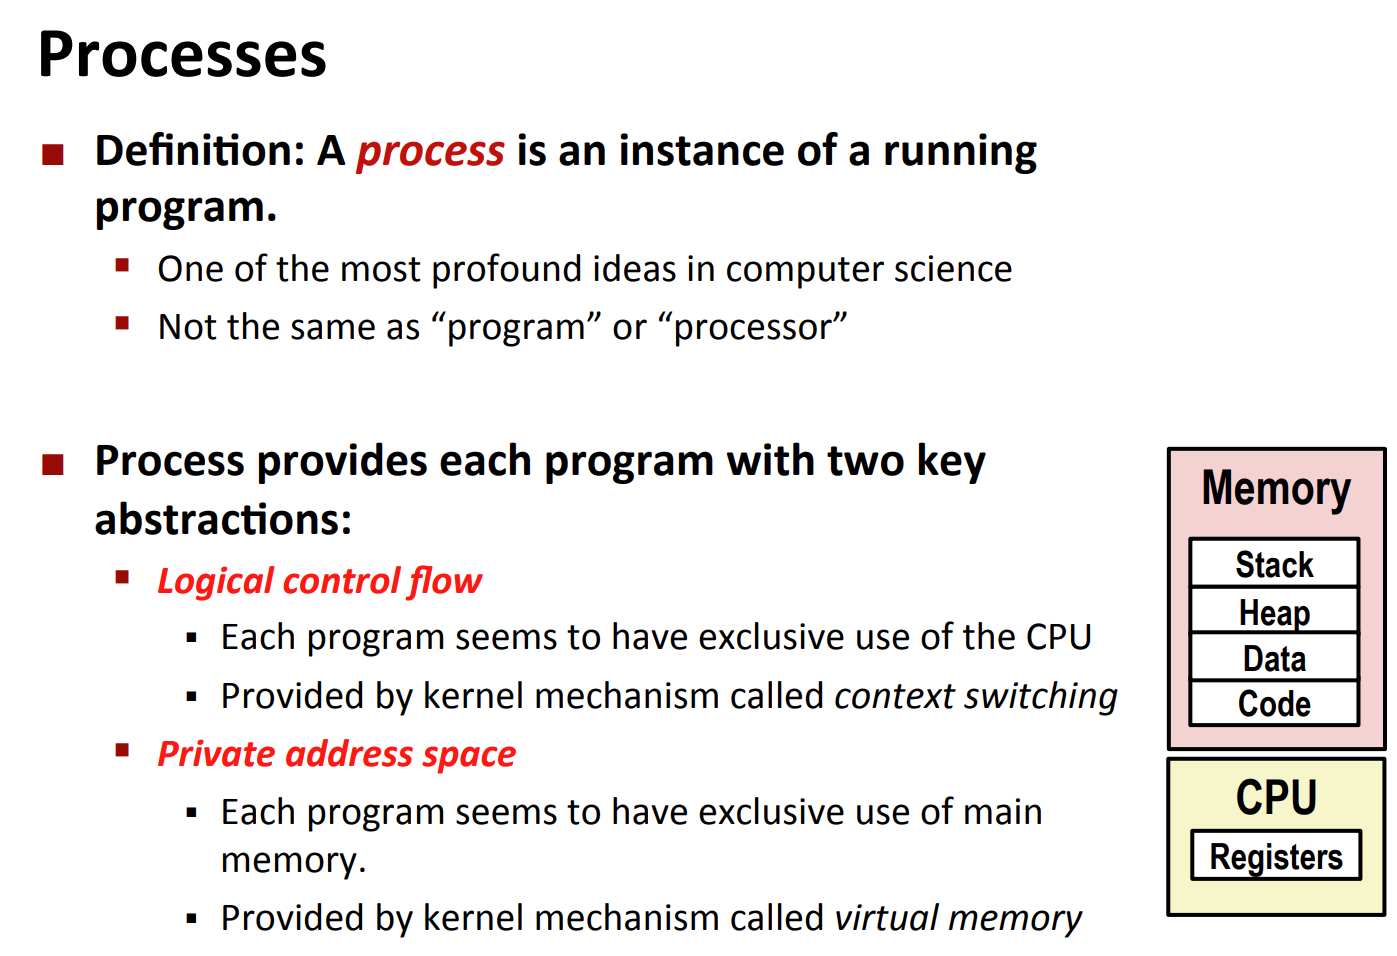 Processes
■ Definition: A process is an instance of a running
program.
▪ One of the most profound ideas in computer science
▪ Not the same as “program” or “processor”
■ Process provides each program with two key
abstractions:
▪ Logical control flow
▪ Each program seems to have exclusive use of the CPU
▪ Provided by kernel mechanism called context switching
▪ Private address space
▪ Each program seems to have exclusive use of main
memory.
▪ Provided by kernel mechanism called virtual memory
Memory
Stack
Heap
Data
Code
CPU
Registers